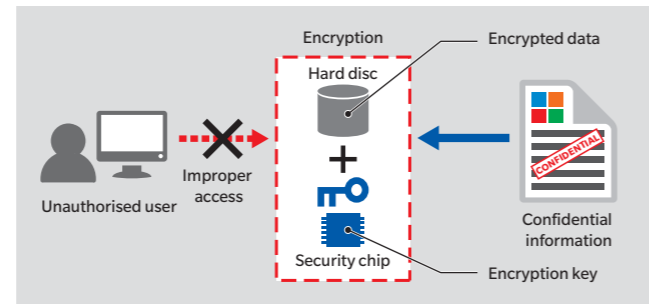 Encryption
Encrypted data
Hard disc
CONFIDENTIAL
Improper
access
Unauthorised user
Confidential
information
Security chip
Encryption key